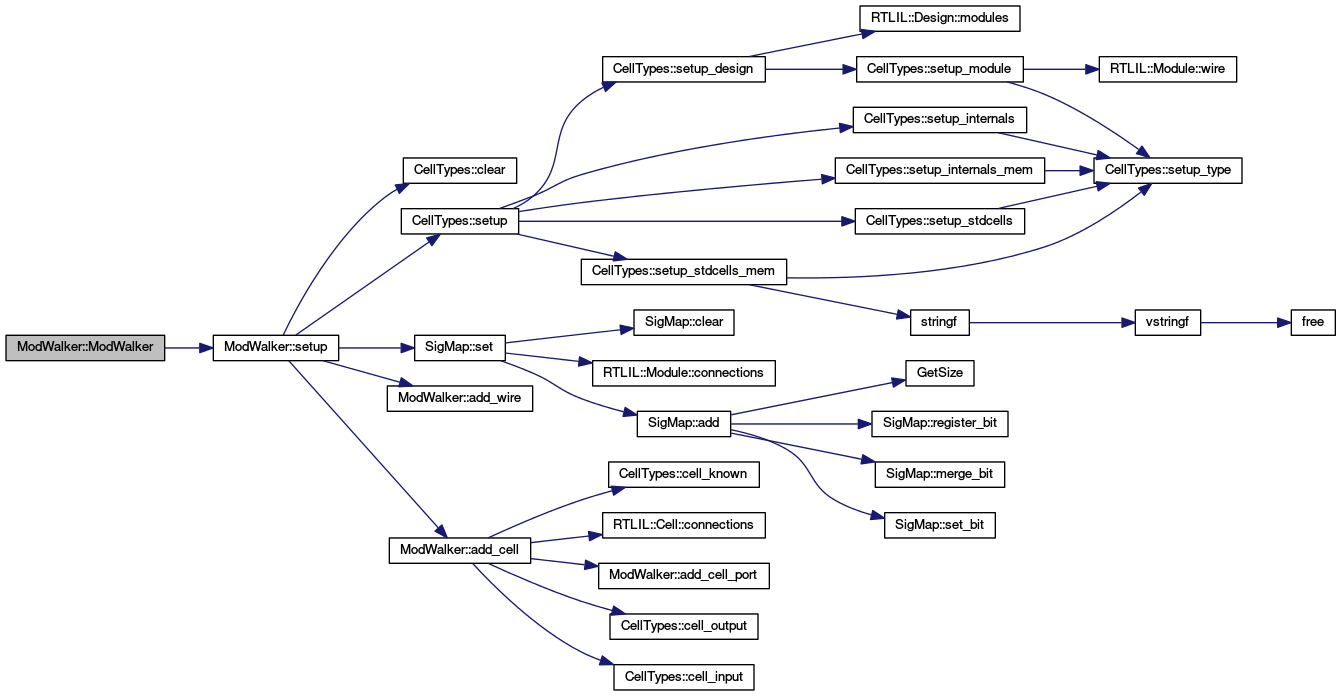 RTLIL::Design::modules
CellTypes::setup_design
CellTypes::setup_module
RTLIL::Module::wire
CellTypes::setup_internals
CellTypes::clear
CellTypes::setup_internals_mem
CellTypes::setup_type
CellTypes::setup
CellTypes::setup_stdcells
CellTypes::setup_stdcells_mem
SigMap::clear
stringf
vstringf
free
ModWalker::ModWalker
ModWalker::setup
SigMap::set
RTLIL::Module::connections
GetSize
ModWalker::add_wire
SigMap::add
SigMap::register_bit
CellTypes::cell_known
SigMap::merge_bit
RTLIL::Cell::connections
SigMap::set_bit
ModWalker::add_cell
ModWalker::add_cell_port
CellTypes::cell_output
CellTypes::cell_input